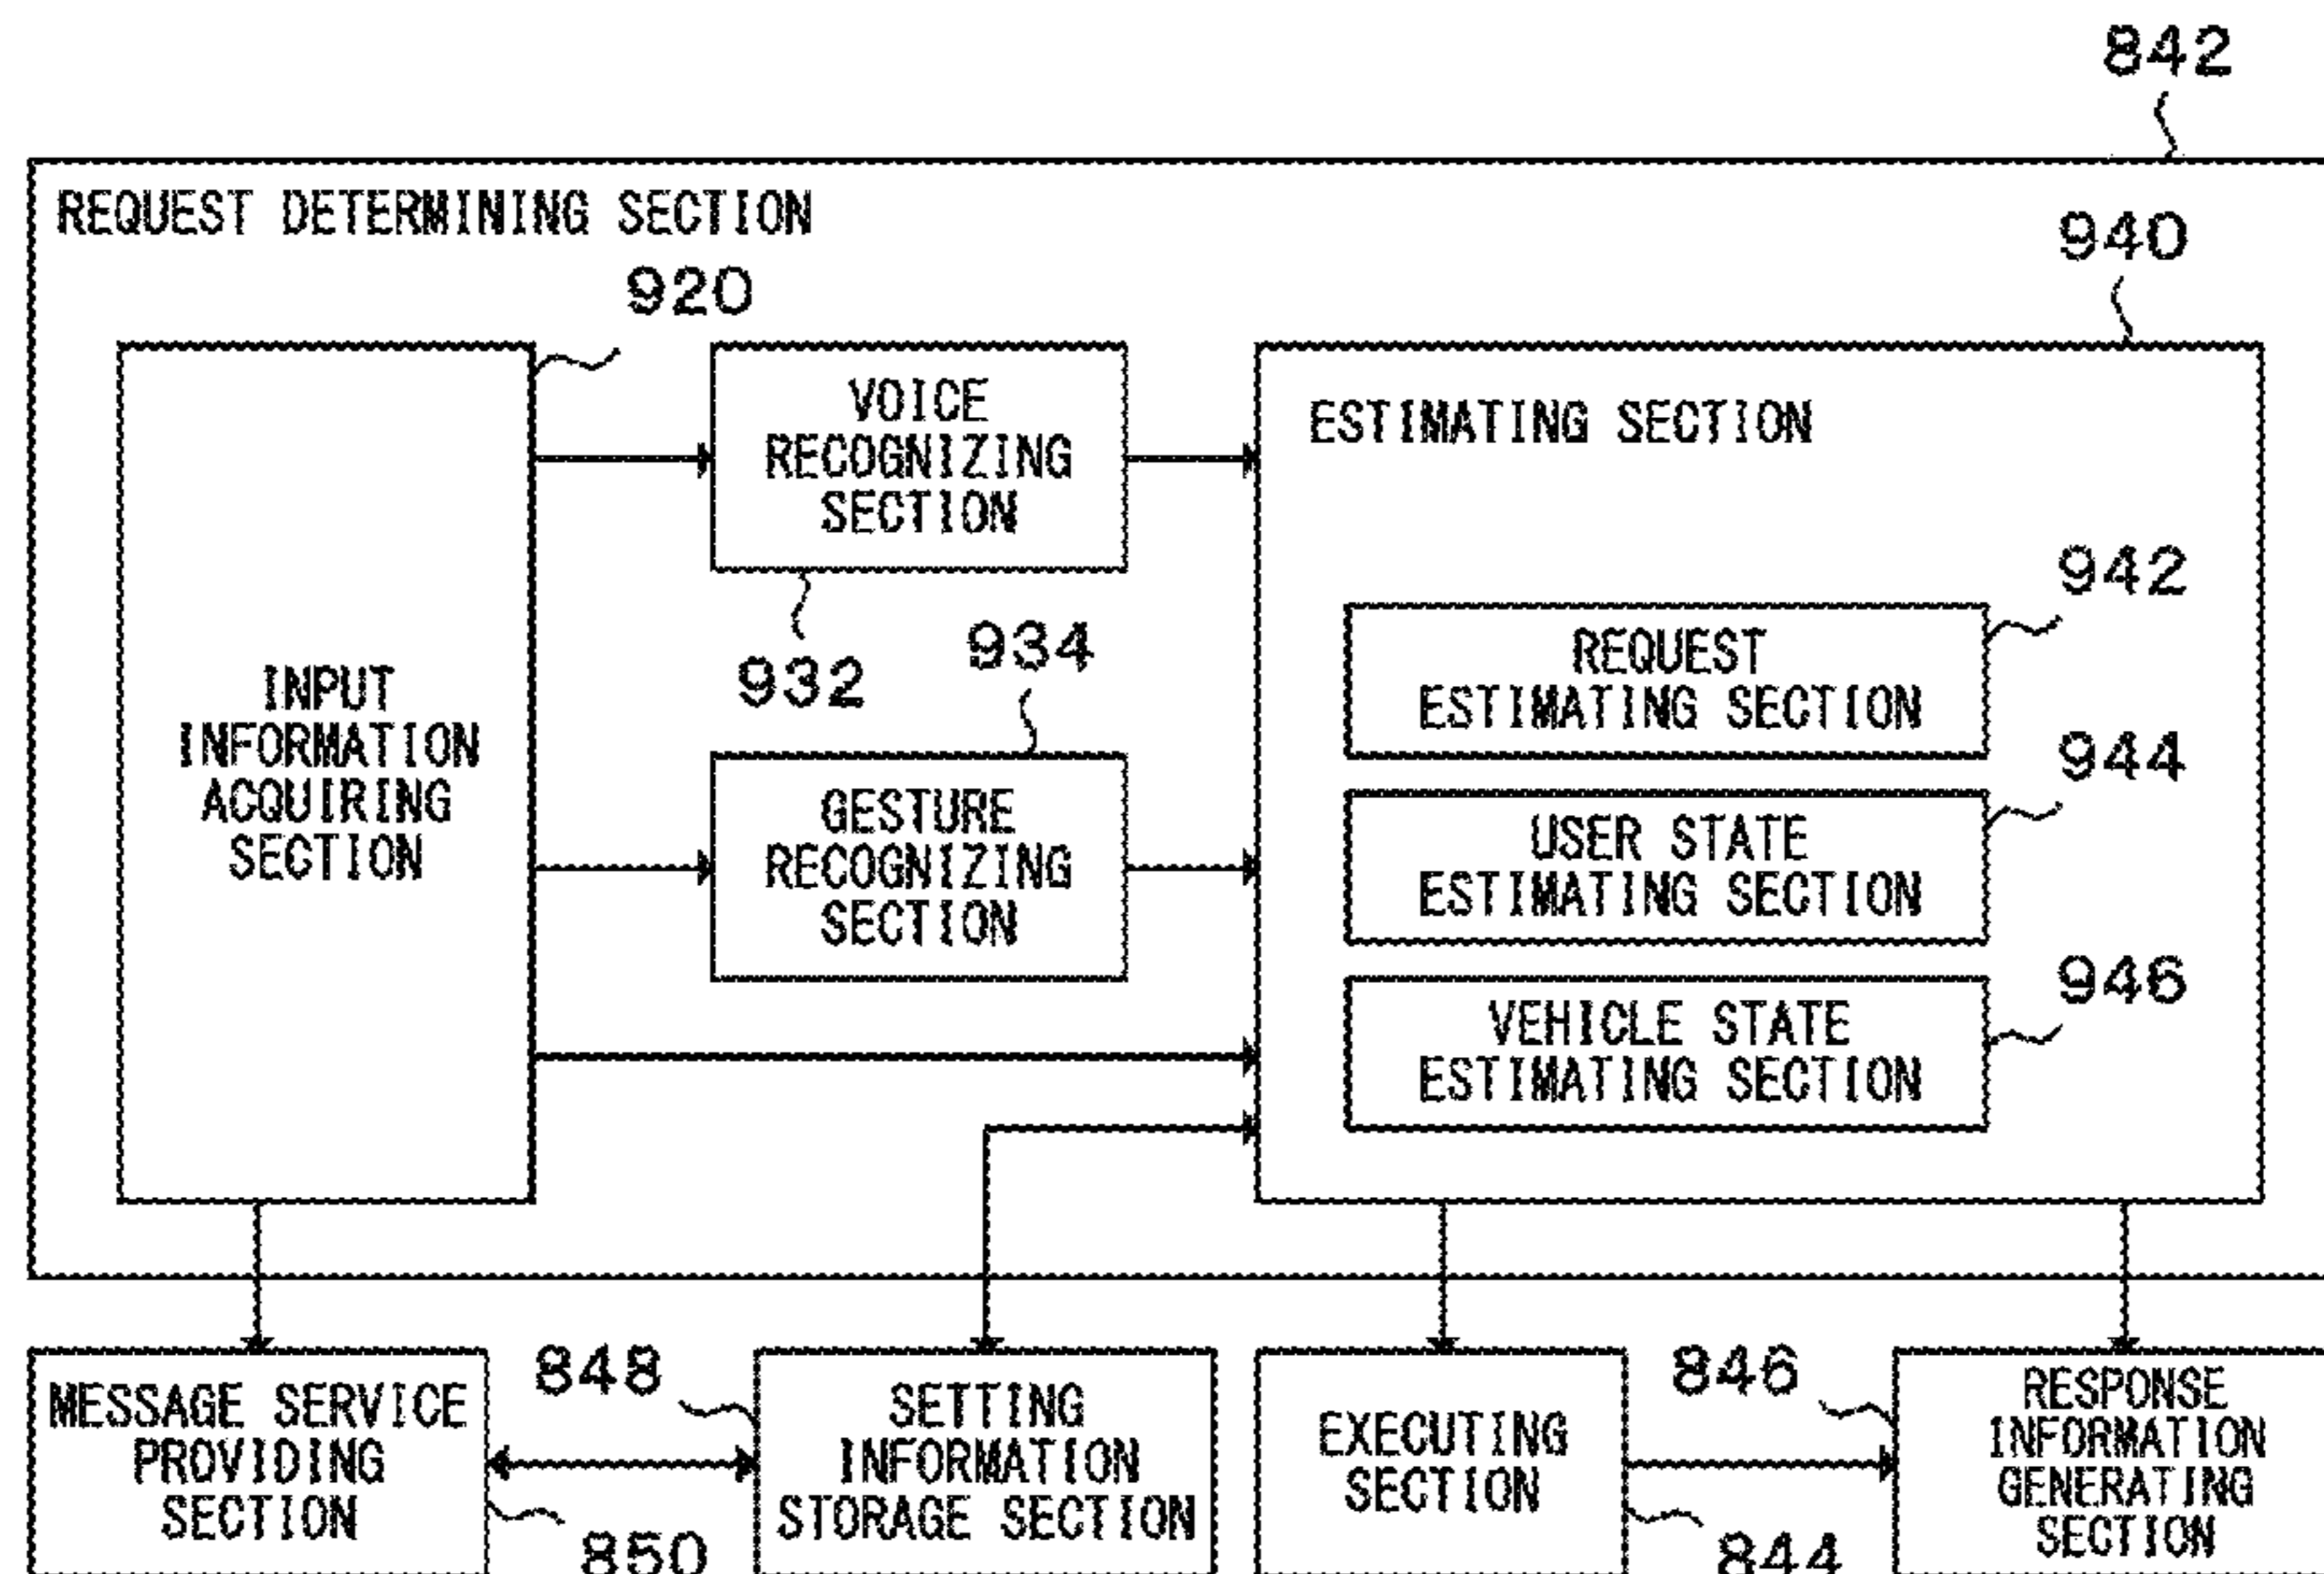 842
REQUEST DETERMINING SECTION
940
920
VOICE
RECOGNIZING
SECTION
932
ESTIMATING SECTION
INPUT
INFORMATION
ACQUIRING
SECTION
934
GESTURE
RECOGNIZING
SECTION
942
REQUEST
ESTIMATING SECTION
944
USER STATE
ESTIMATING SECTION
946
VEHICLE STATE
ESTIMATING SECTION
MESSAGE SERVICE
PROVIDING
SECTION
850
848
SETTING
INFORMATION
STORAGE SECTION
EXECUTING
SECTION
844
846
RESPONSE
INFORMATION
GENERATING
SECTION